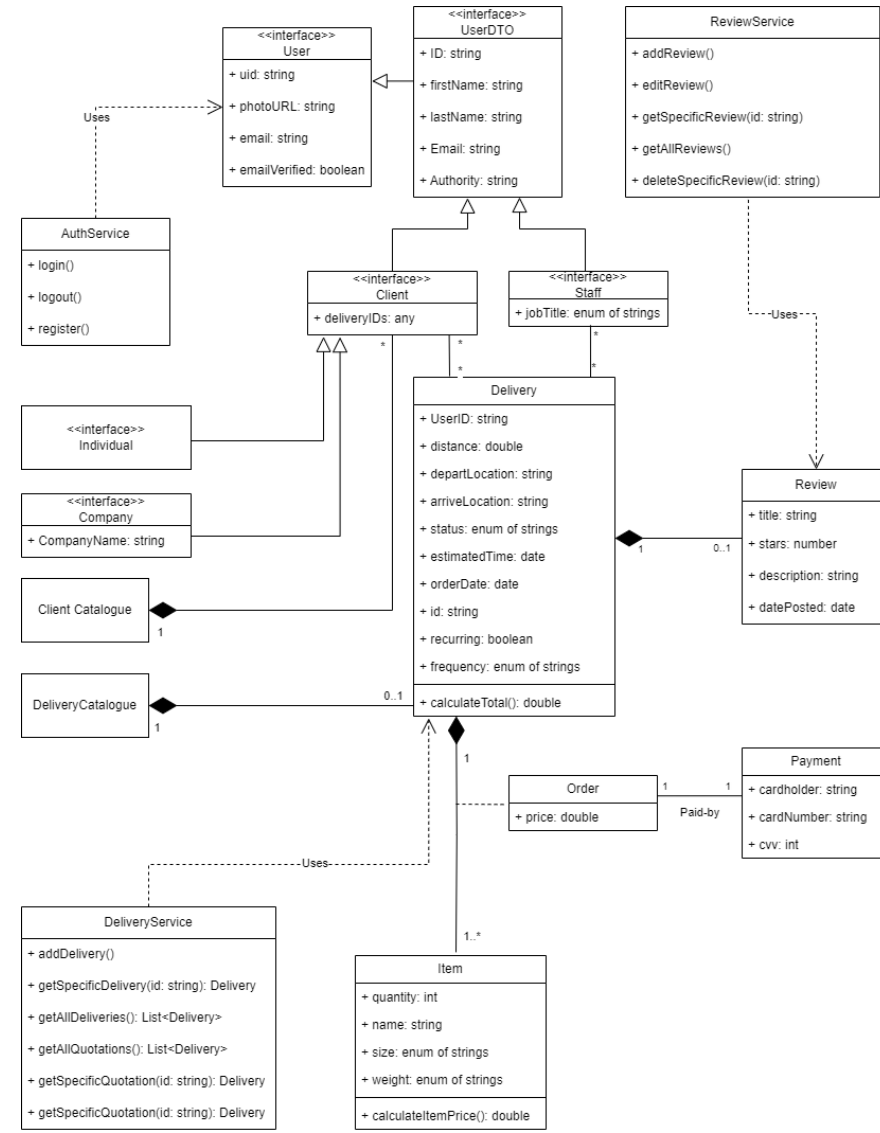 <<interface>>
User
+ uid: string
+ photoURL: string
+ email: string
+ emailVerified: boolean
<<interface>>
UserDTO
+ ID: string
+ firstName: string
+ lastName: string
+ Email: string
+ Authority: string
ReviewService
+ addReview()
+ editReview()
+ getSpecificReview(id: string)
+ getAllReviews()
+ deleteSpecificReview(id: string)
Uses
AuthService
+ login()
+ logout()
+ register()
<<interface>>
Client
+ deliveryIDs: any
<<interface>>
Staff
+ jobTitle: enum of strings
Uses
*
*
*
*
*
<<interface>>
Individual
<<interface>>
Company
+ CompanyName: string
Client Catalogue
1
DeliveryCatalogue
1
0..1
Delivery
+ UserID: string
+ distance: double
+ departLocation: string
+ arriveLocation: string
+ status: enum of strings
+ estimatedTime: date
+ orderDate: date
+ id: string
+ recurring: boolean
+ frequency: enum of strings
+ calculateTotal(): double
1
0..1
Review
+ title: string
+ stars: number
+ description: string
+ datePosted: date
1
Order
+ price: double
1
1
Paid-by
Payment
+ cardholder: string
+ cardNumber: string
+ cvv: int
Uses
DeliveryService
+ addDelivery()
+ getSpecificDelivery(id: string): Delivery
+ getAllDeliveries(): List<Delivery>
+ getAllQuotations(): List<Delivery>
+ getSpecificQuotation(id: string): Delivery
+ getSpecificQuotation(id: string): Delivery
1..*
Item
+ quantity: int
+ name: string
+ size: enum of strings
+ weight: enum of strings
+ calculateItemPrice(): double